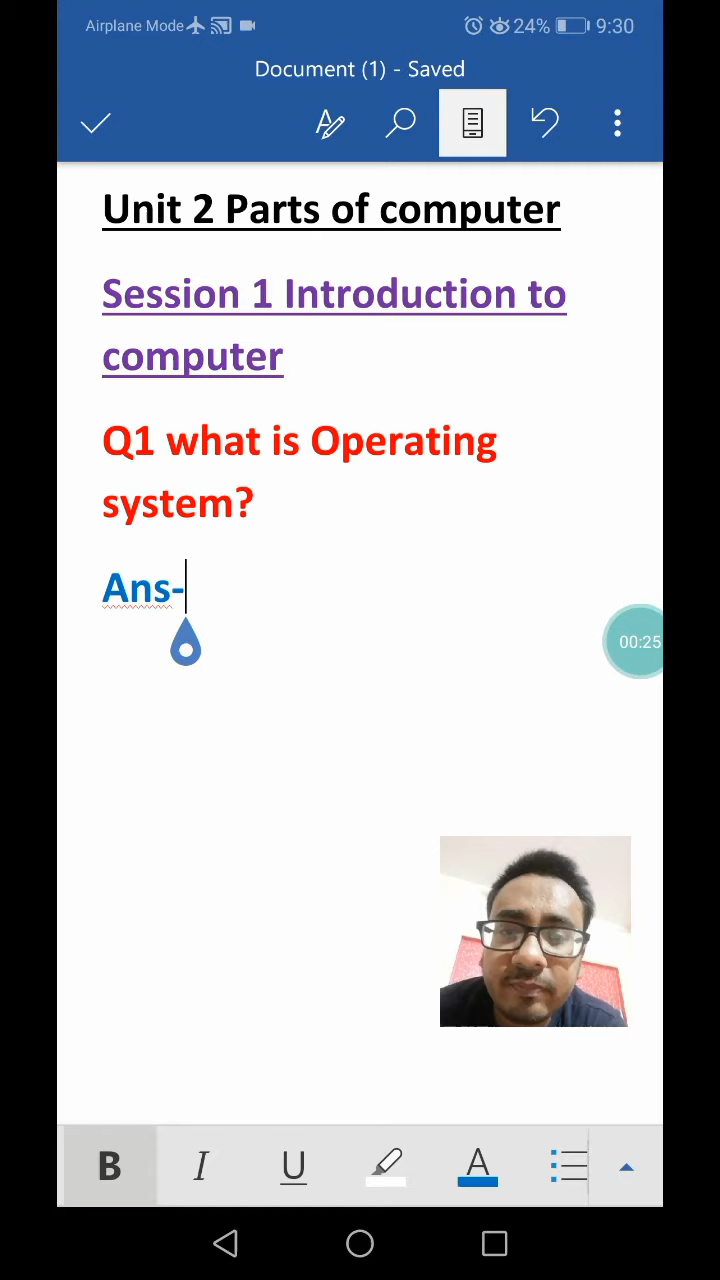 Airplane Mode 24% 9:30
Document (1) - Saved
Unit 2 Parts of computer
Session 1 Introduction to
computer
Q1 what is Operating
system?
Ans-
00:25
B I U A